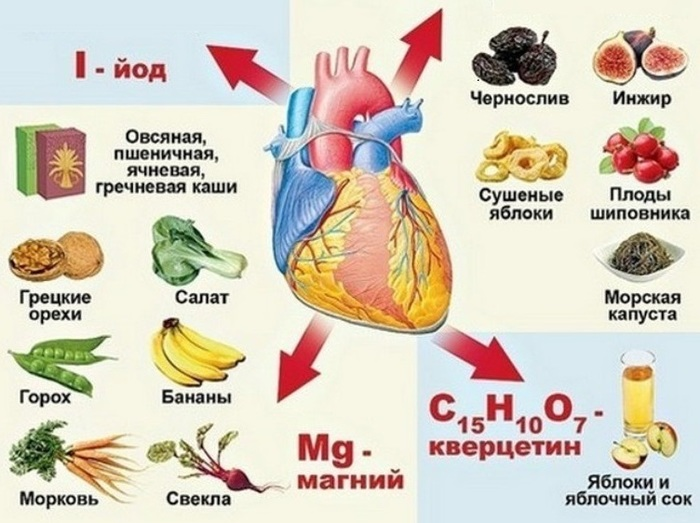 I - йод
Овсяная,
пшеничная,
ячневая,
гречневая каши
Грецкие
орехи
Салат
Горох
Бананы
Морковь
Свекла
Mg -
магний
Чернослив
Инжир
Сушеные
яблоки
Плоды
шиповника
Морская
капуста
C15H10O7 -
кверцетин
Яблоки и
яблочный сок